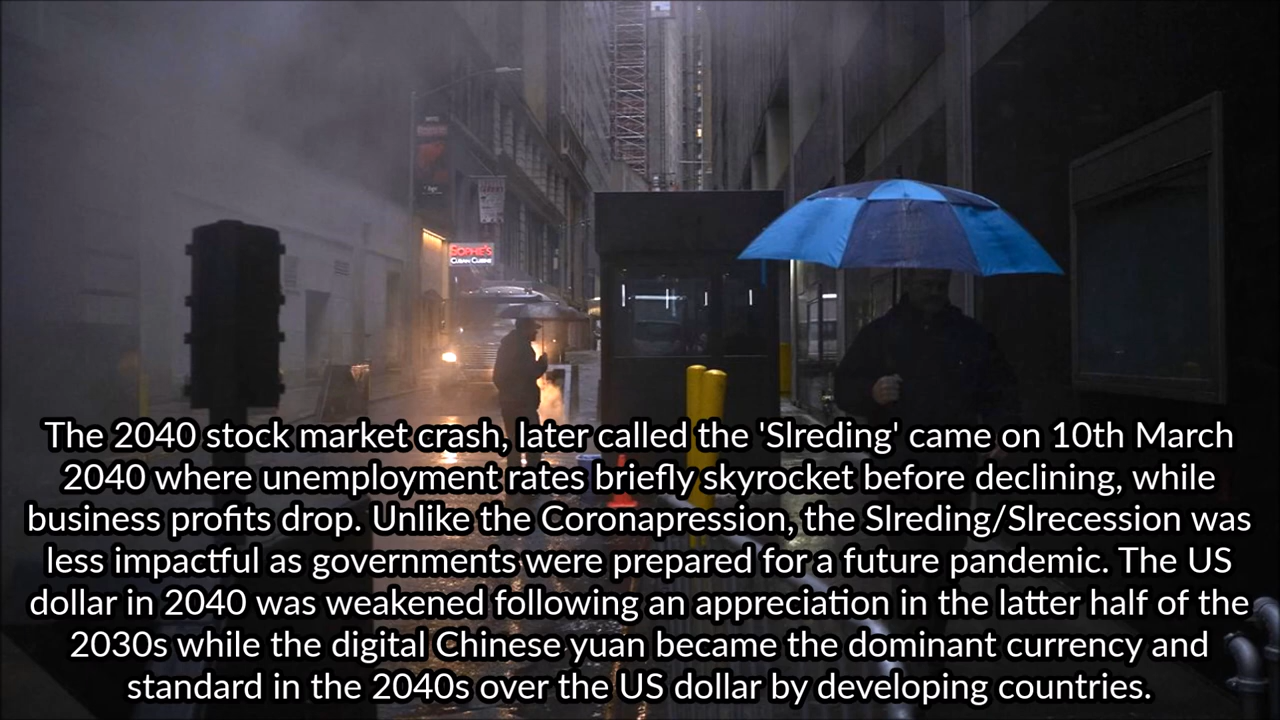 SOPHIE'S
CUBAN CUISINE
The 2040 stock market crash, later called the 'Slreding' came on 10th March
2040 where unemployment rates briefly skyrocket before declining, while
business profits drop. Unlike the Coronapression, the Slreding/Slrecession was
less impactful as governments were prepared for a future pandemic. The US
dollar in 2040 was weakened following an appreciation in the latter half of the
2030s while the digital Chinese yuan became the dominant currency and
standard in the 2040s over the US dollar by developing countries.